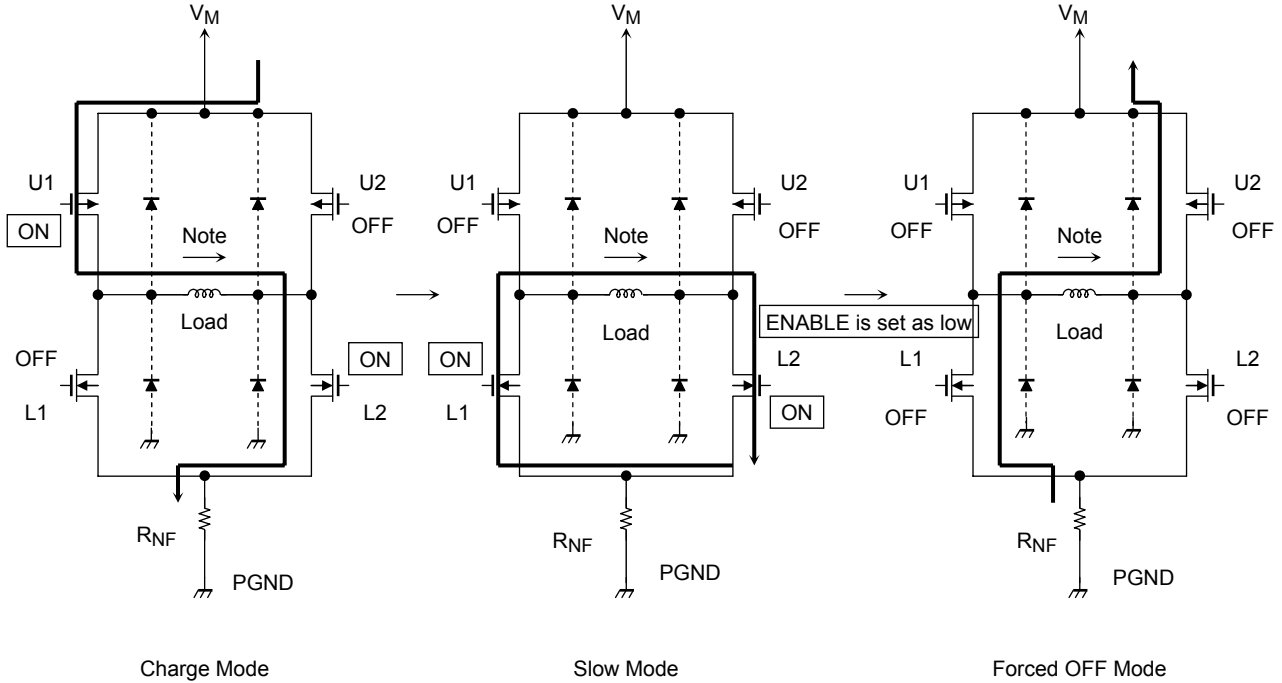 VM
U1
ON
U2
OFF
Note
Load
OFF
L1
ON
L2
RNF
PGND
Charge Mode
U1
OFF
U2
OFF
Note
Load
ON
L1
L2
ON
RNF
PGND
Slow Mode
ENABLE is set as low
VM
U1
OFF
U2
OFF
Note
Load
L1
OFF
L2
OFF
RNF
PGND
Forced OFF Mode